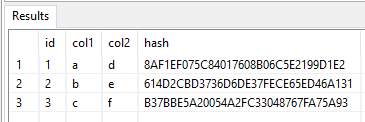 Results
id col1 col2 hash
1 1 a d 8AF1EF075C84017608B06C5E2199D1E2
2 2 b e 614D2CBD3736D6DE37FECE65ED46A131
3 3 c f B37BBE5A20054A2FC33048767FA75A93